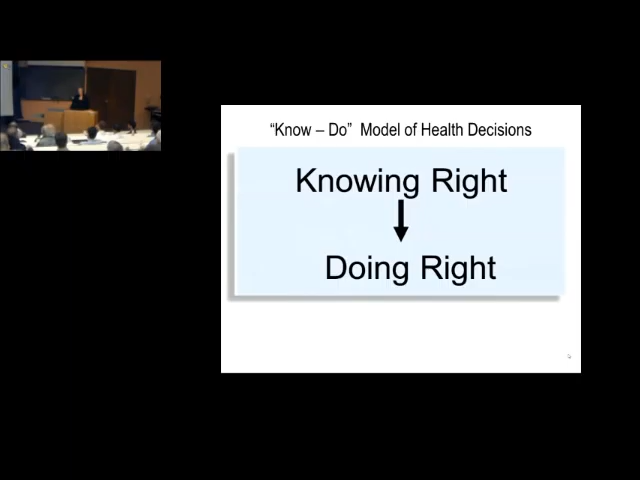 “Know – Do”  Model of Health Decisions
Knowing Right
Doing Right